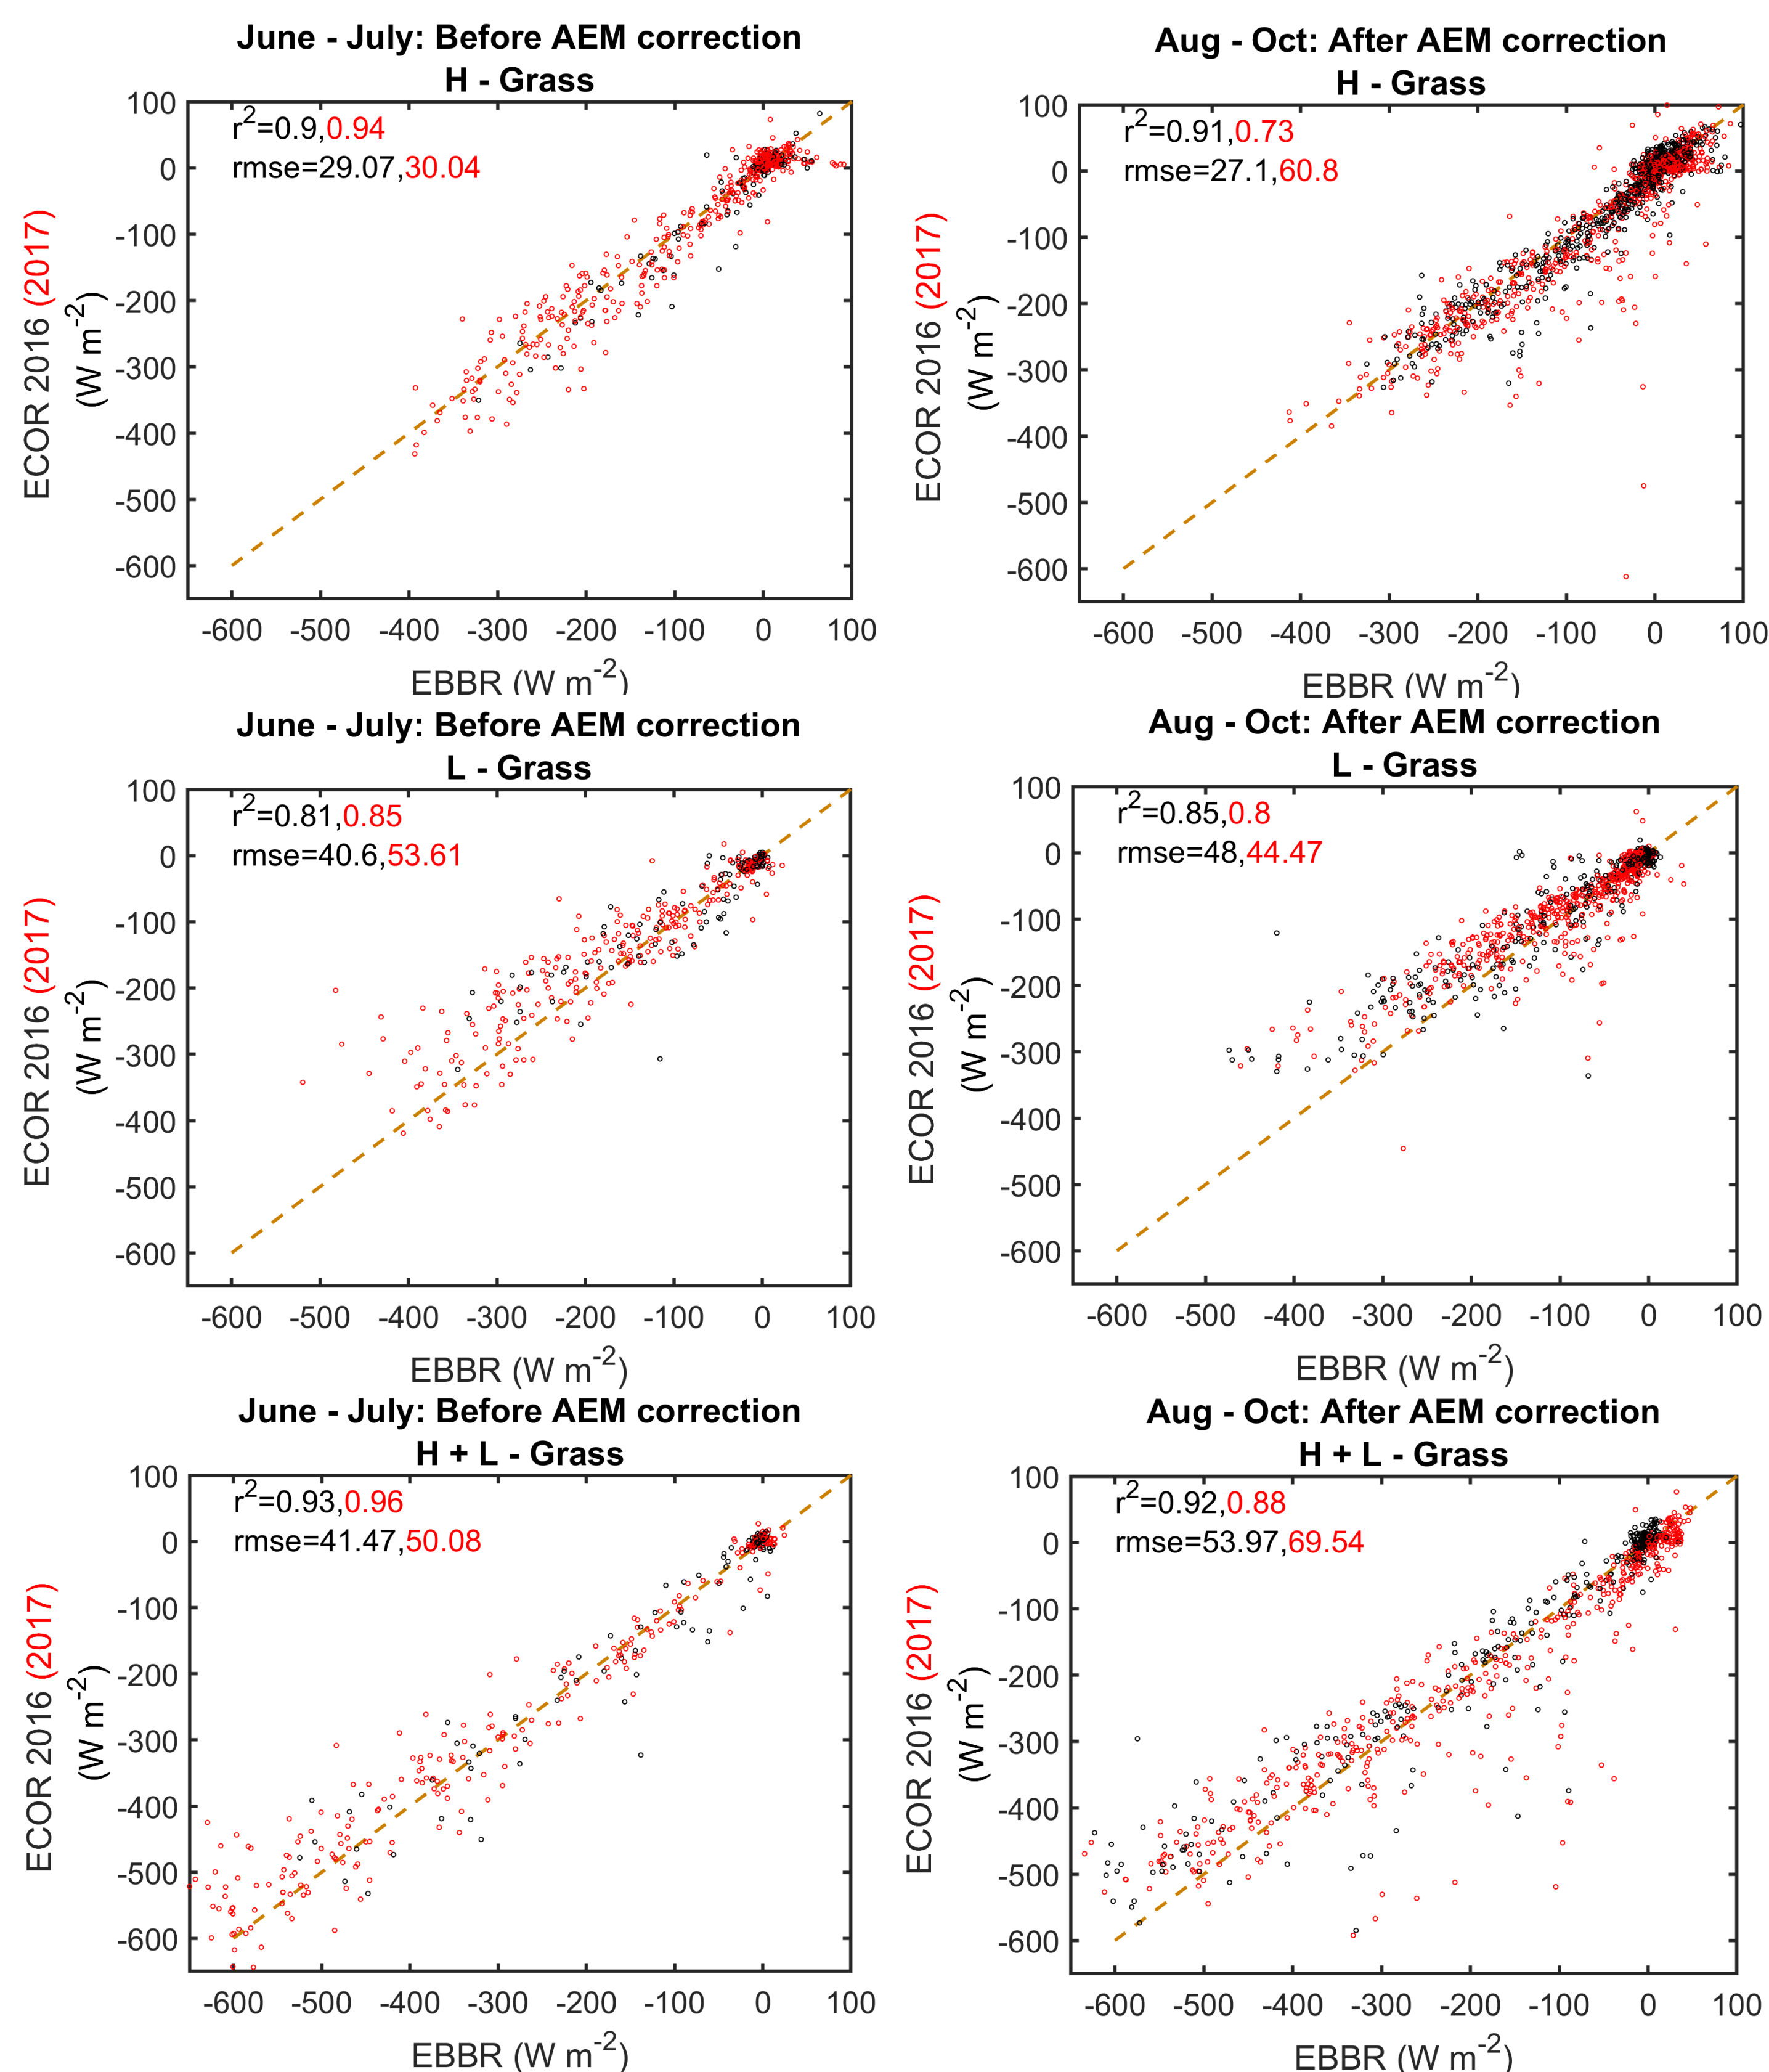 June - July: Before AEM correction
H - Grass
r2=0.9,0.94
rmse=29.07,30.04
100
0
-100
-200
-300
-400
-500
-600
ECOR 2016 (2017)
(W m-2)
-600 -500 -400 -300 -200 -100 0 100
EBBR (W m-2)
Aug - Oct: After AEM correction
H - Grass
r2=0.91,0.73
rmse=27.1,60.8
100
0
-100
-200
-300
-400
-500
-600
ECOR 2016 (2017)
(W m-2)
-600 -500 -400 -300 -200 -100 0 100
EBBR (W m-2)
June - July: Before AEM correction
L - Grass
r2=0.81,0.85
rmse=40.6,53.61
100
0
-100
-200
-300
-400
-500
-600
ECOR 2016 (2017)
(W m-2)
-600 -500 -400 -300 -200 -100 0 100
EBBR (W m-2)
Aug - Oct: After AEM correction
L - Grass
r2=0.85,0.8
rmse=48,44.47
100
0
-100
-200
-300
-400
-500
-600
ECOR 2016 (2017)
(W m-2)
-600 -500 -400 -300 -200 -100 0 100
EBBR (W m-2)
June - July: Before AEM correction
H + L - Grass
r2=0.93,0.96
rmse=41.47,50.08
100
0
-100
-200
-300
-400
-500
-600
ECOR 2016 (2017)
(W m-2)
-600 -500 -400 -300 -200 -100 0 100
EBBR (W m-2)
Aug - Oct: After AEM correction
H + L - Grass
r2=0.92,0.88
rmse=53.97,69.54
100
0
-100
-200
-300
-400
-500
-600
ECOR 2016 (2017)
(W m-2)
-600 -500 -400 -300 -200 -100 0 100
EBBR (W m-2)